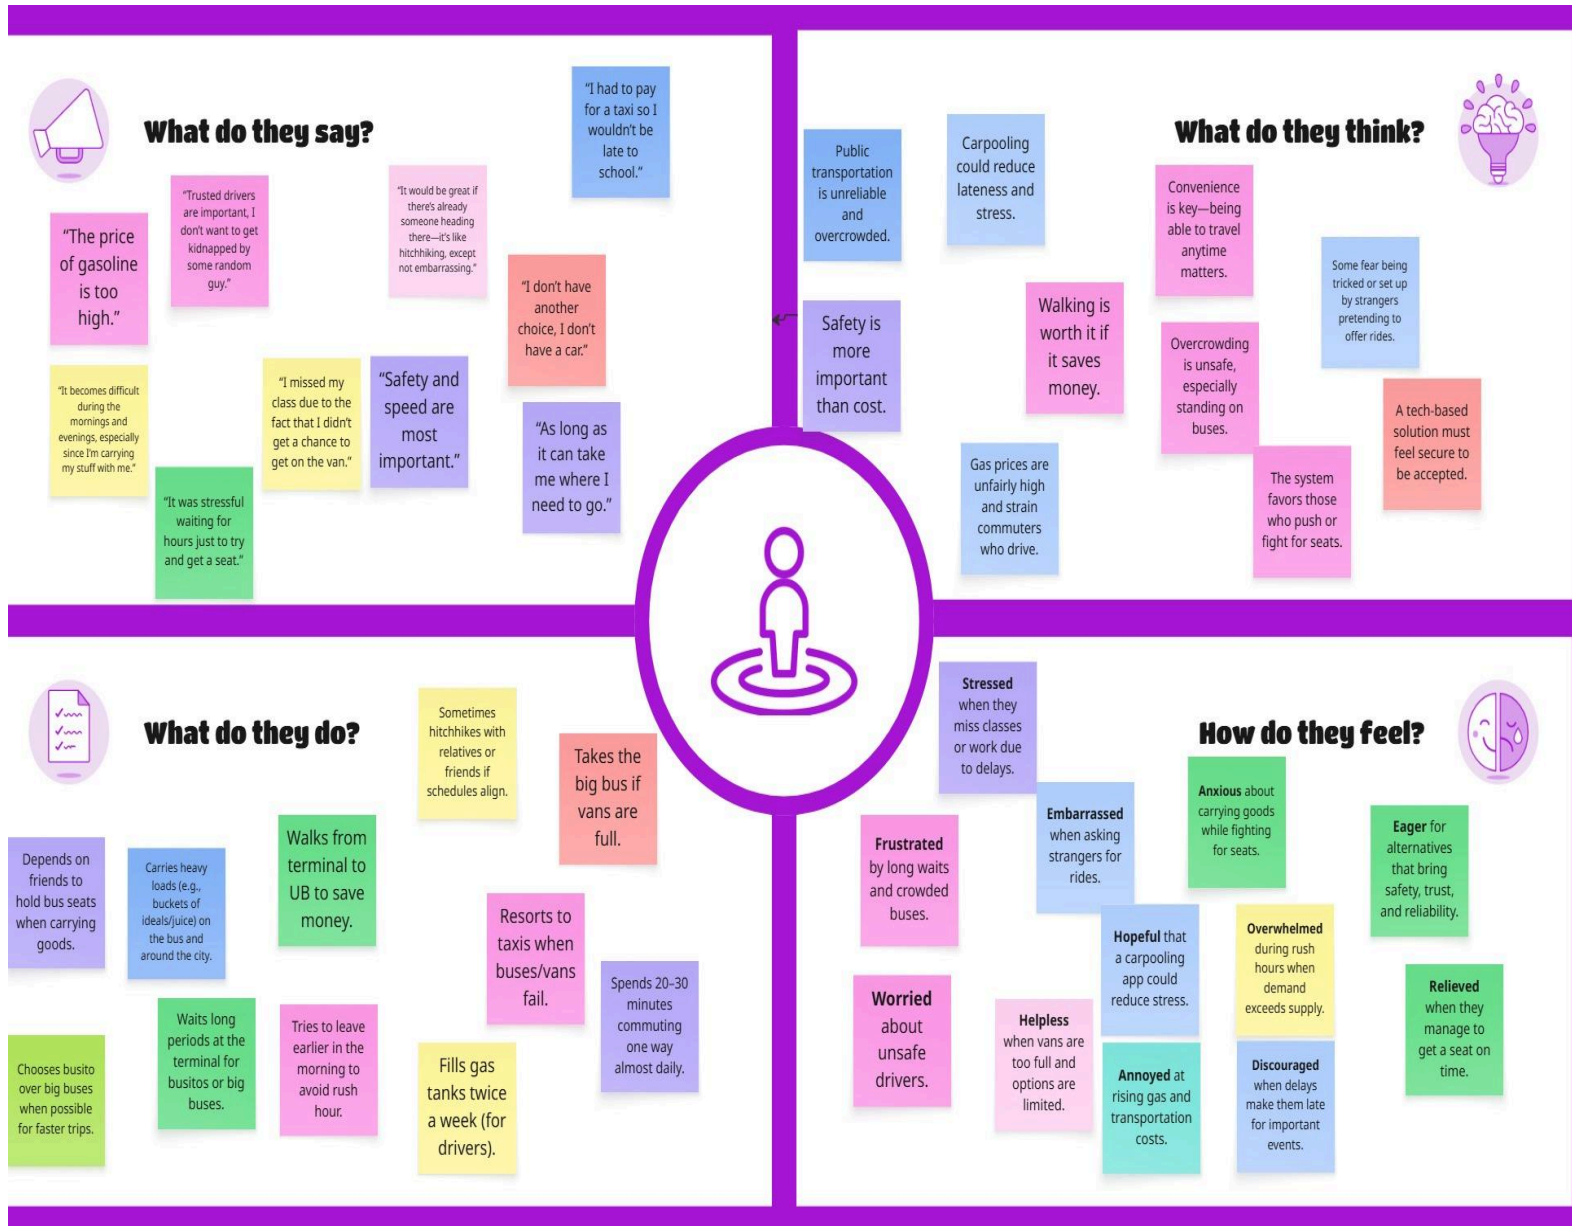 What do they say?
"I had to pay
for a taxi so I
wouldn't be
late to
school."
"Trusted drivers
are important, I
don't want to get
kidnapped by
some random
guy."
"It would be great if
there's already
someone heading
there—it's like
hitchhiking, except
not embarrassing."
"The price
of gasoline
is too
high."
"I don't have
another
choice, I don't
have a car."
"It becomes difficult
during the
mornings and
evenings, especially
since I'm carrying
my stuff with me."
"I missed my
class due to the
fact that I didn't
get a chance to
get on the van."
"Safety and
speed are
most
important."
"As long as
it can take
me where I
need to go."
"It was stressful
waiting for
hours just to try
and get a seat."
What do they think?
Public
transportation
is unreliable
and
overcrowded.
Carpooling
could reduce
lateness and
stress.
Convenience
is key—being
able to travel
anytime
matters.
Some fear being
tricked or set up
by strangers
pretending to
offer rides.
Safety is
more
important
than cost.
Walking is
worth it if
it saves
money.
Overcrowding
is unsafe,
especially
standing on
buses.
A tech-based
solution must
feel secure to
be accepted.
Gas prices are
unfairly high
and strain
commuters
who drive.
The system
favors those
who push or
fight for seats.
What do they do?
Sometimes
hitchhikes with
relatives or
friends if
schedules align.
Takes the
big bus if
vans are
full.
Depends on
friends to
hold bus seats
when carrying
goods.
Carries heavy
loads (e.g.,
buckets of
ideals/juice) on
the bus and
around the city.
Walks from
terminal to
UB to save
money.
Resorts to
taxis when
buses/vans
fail.
Spends 20–30
minutes
commuting
one way
almost daily.
Chooses busito
over big buses
when possible
for faster trips.
Waits long
periods at the
terminal for
busitos or big
buses.
Tries to leave
earlier in the
morning to
avoid rush
hour.
Fills gas
tanks twice
a week (for
drivers).
How do they feel?
Stressed
when they
miss classes
or work due
to delays.
Embarrassed
when asking
strangers for
rides.
Anxious about
carrying goods
while fighting
for seats.
Eager for
alternatives
that bring
safety, trust,
and reliability.
Frustrated
by long waits
and crowded
buses.
Hopeful that
a carpooling
app could
reduce stress.
Overwhelmed
during rush
hours when
demand
exceeds supply.
Relieved
when they
manage to
get a seat on
time.
Worried
about
unsafe
drivers.
Helpless
when vans are
too full and
options are
limited.
Annoyed at
rising gas and
transportation
costs.
Discouraged
when delays
make them late
for important
events.